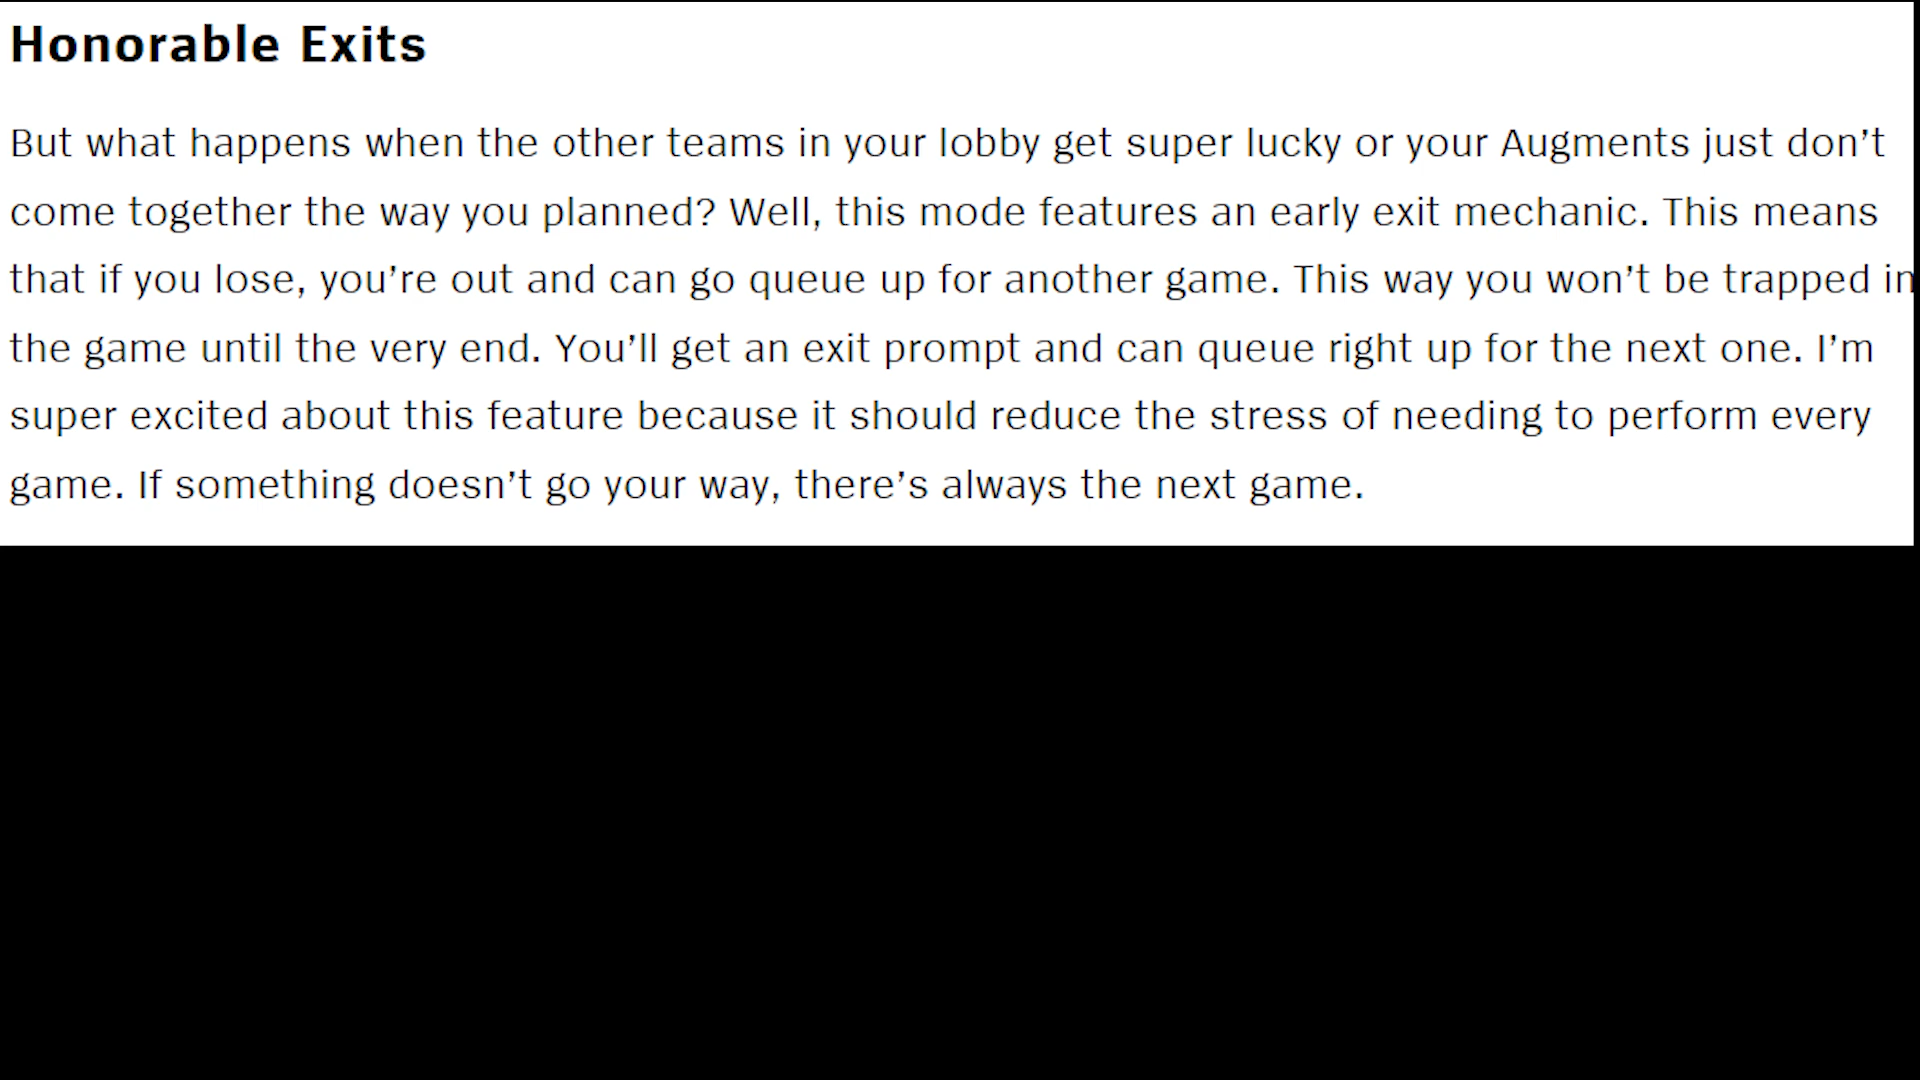 Honorable Exits
But what happens when the other teams in your lobby get super lucky or your Augments just don’t
come together the way you planned? Well, this mode features an early exit mechanic. This means
that if you lose, you’re out and can go queue up for another game. This way you won’t be trapped in
the game until the very end. You’ll get an exit prompt and can queue right up for the next one. I’m
super excited about this feature because it should reduce the stress of needing to perform every
game. If something doesn’t go your way, there’s always the next game.